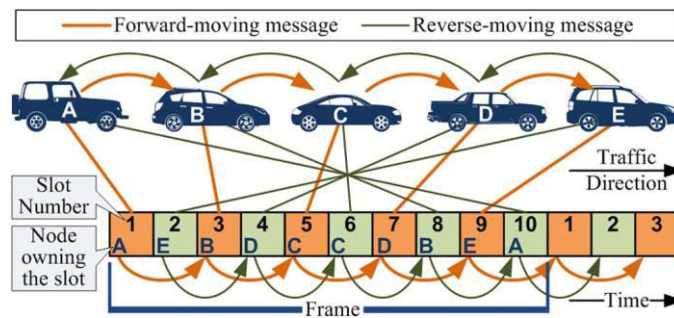 Forward-moving message Reverse-moving message
A B C D E
Traffic
Direction
Slot
Number
Node
owning
the slot
1 2 3 4 5 6 7 8 9 10 1 2 3
A E B D C C D B E A
Frame
Time